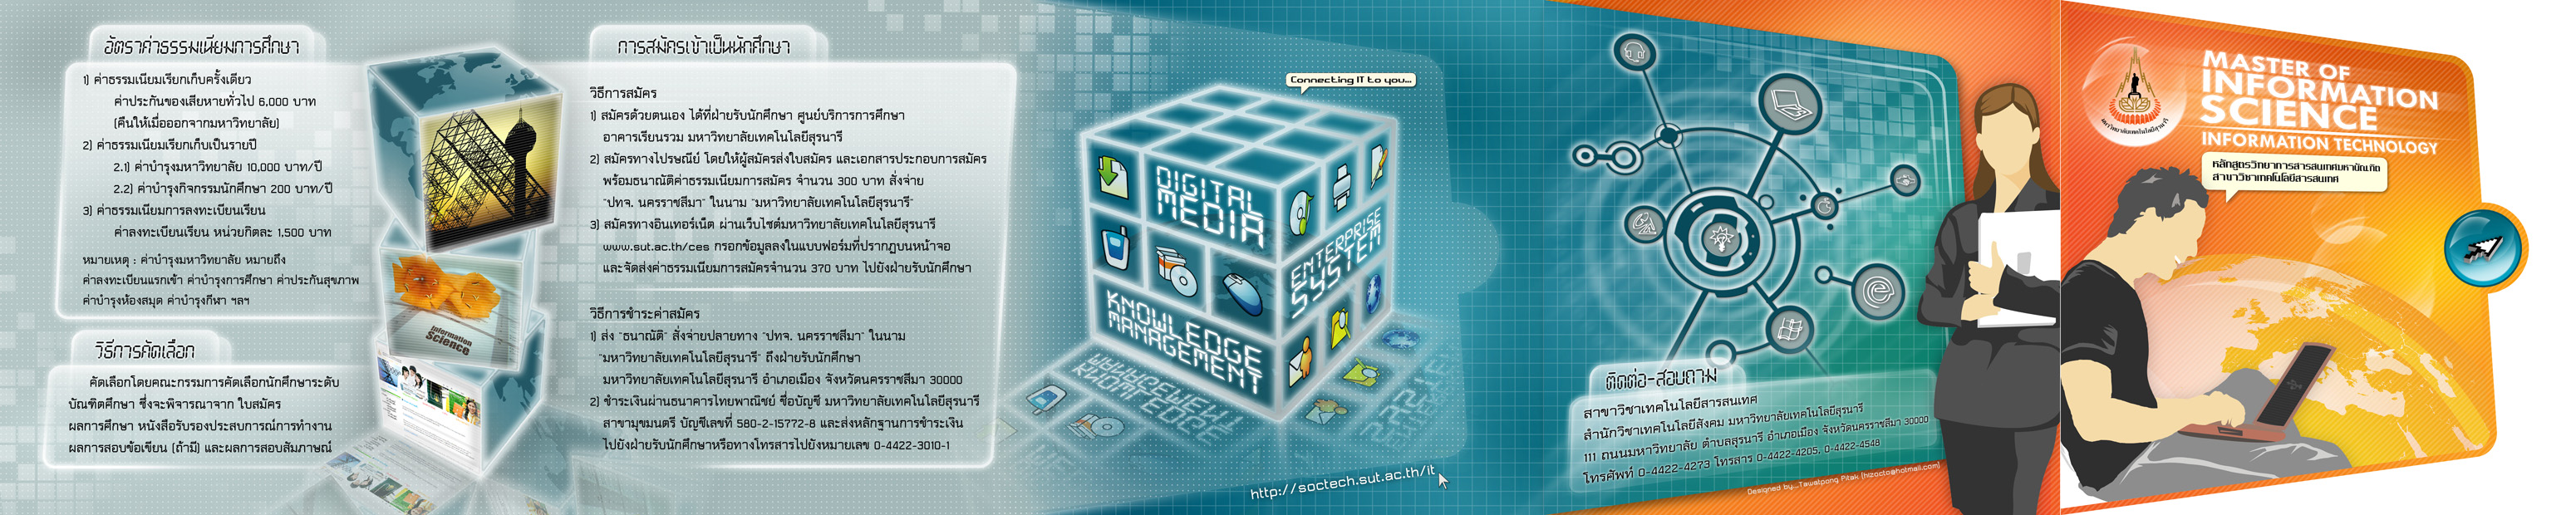 อัตราค่าธรรมเนียมการศึกษา
1) ค่าธรรมเนียมเรียกเก็บครั้งเดียว
ค่าประกันของเสียหายทั่วไป 6,000 บาท
(คืนให้เมื่อออกจากมหาวิทยาลัย)
2) ค่าธรรมเนียมเรียกเก็บเป็นรายปี
2.1) ค่าบำรุงมหาวิทยาลัย 10,000 บาท/ปี
2.2) ค่าบำรุงกิจกรรมนักศึกษา 200 บาท/ปี
3) ค่าธรรมเนียมการลงทะเบียนเรียน
ค่าลงทะเบียนเรียน หน่วยกิตละ 1,500 บาท
หมายเหตุ : ค่าบำรุงมหาวิทยาลัย หมายถึง
ค่าลงทะเบียนแรกเข้า ค่าบำรุงการศึกษา ค่าประกันสุขภาพ
ค่าบำรุงห้องสมุด ค่าบำรุงกีฬา ฯลฯ
วิธีการคัดเลือก
คัดเลือกโดยคณะกรรมการคัดเลือกนักศึกษาระดับ
บัณฑิตศึกษา ซึ่งจะพิจารณาจาก ใบสมัคร
ผลการศึกษา หนังสือรับรองประสบการณ์การทำงาน
ผลการสอบข้อเขียน (ถ้ามี) และผลการสอบสัมภาษณ์
Information
Science
การสมัครเข้าเป็นนักศึกษา
วิธีการสมัคร
1) สมัครด้วยตนเอง ได้ที่ฝ่ายรับนักศึกษา ศูนย์บริการการศึกษา
อาคารเรียนรวม มหาวิทยาลัยเทคโนโลยีสุรนารี
2) สมัครทางไปรษณีย์ โดยให้ผู้สมัครส่งใบสมัคร และเอกสารประกอบการสมัคร
พร้อมธนาณัติค่าธรรมเนียมการสมัคร จำนวน 300 บาท สั่งจ่าย
"ปทจ. นครราชสีมา" ในนาม "มหาวิทยาลัยเทคโนโลยีสุรนารี"
3) สมัครทางอินเทอร์เน็ต ผ่านเว็บไซต์มหาวิทยาลัยเทคโนโลยีสุรนารี
www.sut.ac.th/ces กรอกข้อมูลลงในแบบฟอร์มที่ปรากฏบนหน้าจอ
และจัดส่งค่าธรรมเนียมการสมัครจำนวน 370 บาท ไปยังฝ่ายรับนักศึกษา
วิธีการชำระค่าสมัคร
1) ส่ง "ธนาณัติ" สั่งจ่ายปลายทาง "ปทจ. นครราชสีมา" ในนาม
"มหาวิทยาลัยเทคโนโลยีสุรนารี" ถึงฝ่ายรับนักศึกษา
มหาวิทยาลัยเทคโนโลยีสุรนารี อำเภอเมือง จังหวัดนครราชสีมา 30000
2) ชำระเงินผ่านธนาคารไทยพาณิชย์ ชื่อบัญชี มหาวิทยาลัยเทคโนโลยีสุรนารี
สาขามุขมนตรี บัญชีเลขที่ 580-2-15772-8 และส่งหลักฐานการชำระเงิน
ไปยังฝ่ายรับนักศึกษาหรือทางโทรสารไปยังหมายเลข 0-4422-3010-1
Connecting IT to you...
DIGITAL
MEDIA
ENTERPRISE
SYSTEM
KNOWLEDGE
MANAGEMENT
http://soctech.sut.ac.th/it
ติดต่อ-สอบถาม
สาขาวิชาเทคโนโลยีสารสนเทศ
สำนักวิชาเทคโนโลยีสังคม มหาวิทยาลัยเทคโนโลยีสุรนารี
111 ถนนมหาวิทยาลัย ตำบลสุรนารี อำเภอเมือง จังหวัดนครราชสีมา 30000
โทรศัพท์ 0-4422-4273 โทรสาร 0-4422-4205, 0-4422-4548
Designed by...Tawatpong Pitak (hizocto@hotmail.com)
มหาวิทยาลัยเทคโนโลยีสุรนารี
MASTER OF
INFORMATION
SCIENCE
INFORMATION TECHNOLOGY
หลักสูตรวิทยาการสารสนเทศมหาบัณฑิต
สาขาวิชาเทคโนโลยีสารสนเทศ